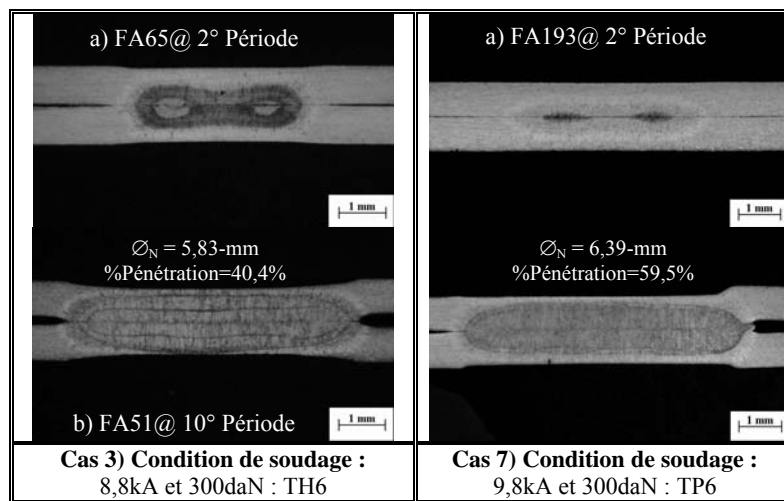 a) FA65@ 2° Période
1 mm
∅N = 5,83-mm
%Pénétration=40,4%
b) FA51@ 10° Période
1 mm
Cas 3) Condition de soudage :
8,8kA et 300daN : TH6
a) FA193@ 2° Période
1 mm
∅N = 6,39-mm
%Pénétration=59,5%
1 mm
Cas 7) Condition de soudage :
9,8kA et 300daN : TP6